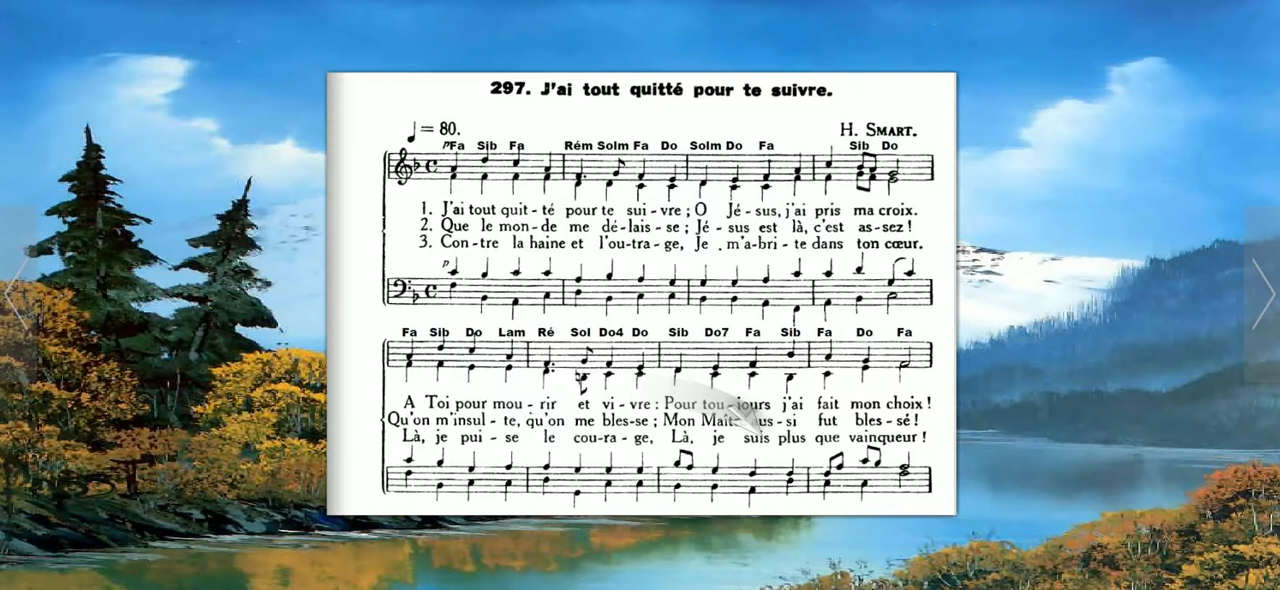 297. J'ai tout quitté pour te suivre.
♩ = 80.
H. SMART.
p Fa Sib Fa Rém Solm Fa Do Solm Do Fa Sib Do
1. J'ai tout quit - té pour te sui - vre ; O Jé - sus, j'ai pris ma croix.
2. Que le mon - de me dé - lais - se ; Jé - sus est là, c'est as - sez !
3. Con - tre la haine et l'ou - tra - ge, Je m'a - bri - te dans ton cœur.
p
Fa Sib Do Lam Ré Sol Do4 Do Sib Do7 Fa Sib Fa Do Fa
A Toi pour mou - rir et vi - vre : Pour tou - jours j'ai fait mon choix !
Qu'on m'insul - te, qu'on me bles - se ; Mon fut bles - sé !
Là, je pui - se le cou - ra - ge, Là, je suis plus que vainqueur !